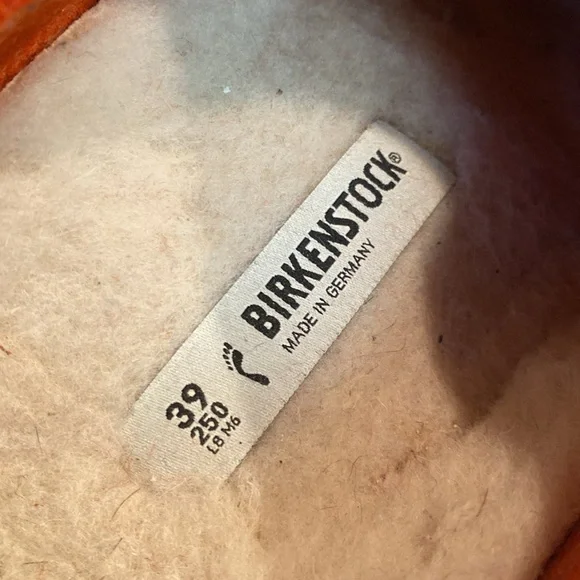 BIRKENSTOCK®
MADE IN GERMANY
39
250
L8 M6